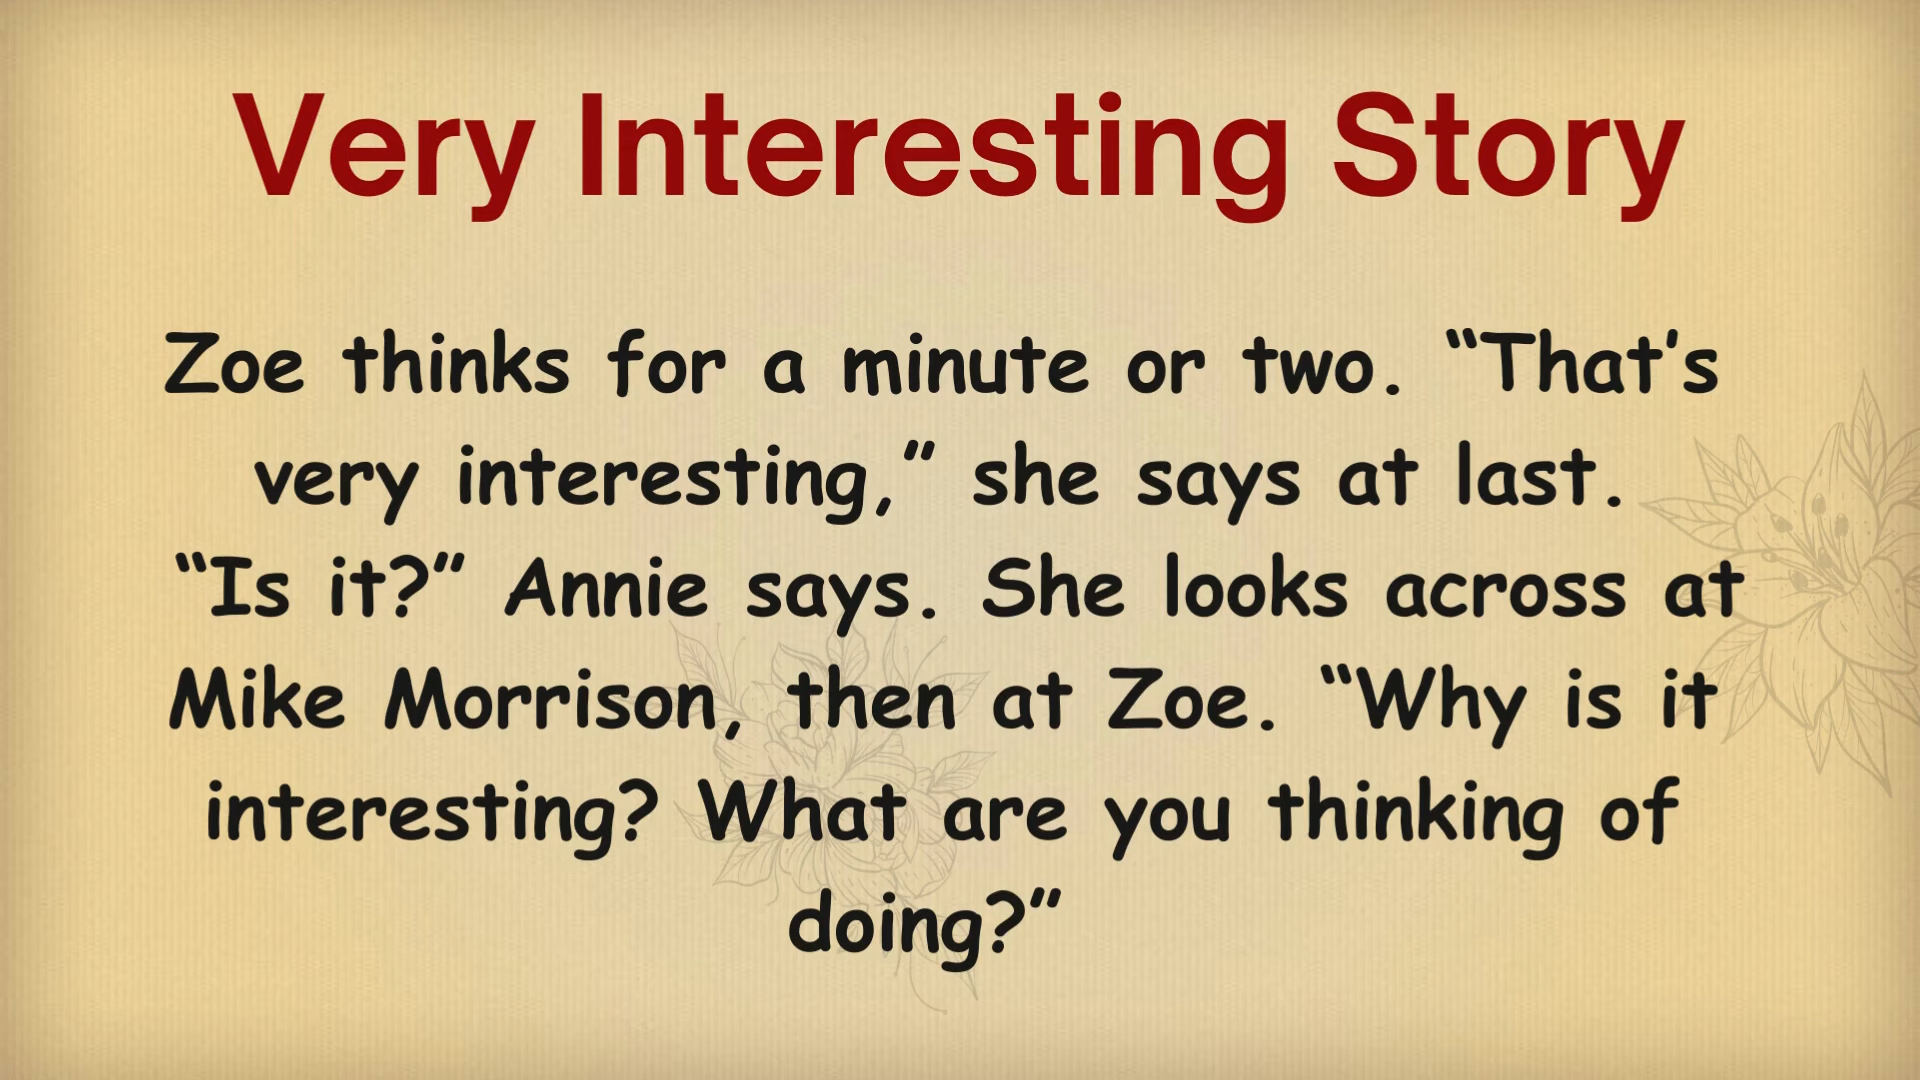 Very Interesting Story
Zoe thinks for a minute or two. “That’s
very interesting,” she says at last.
“Is it?” Annie says. She looks across at
Mike Morrison, then at Zoe. “Why is it
interesting? What are you thinking of
doing?”